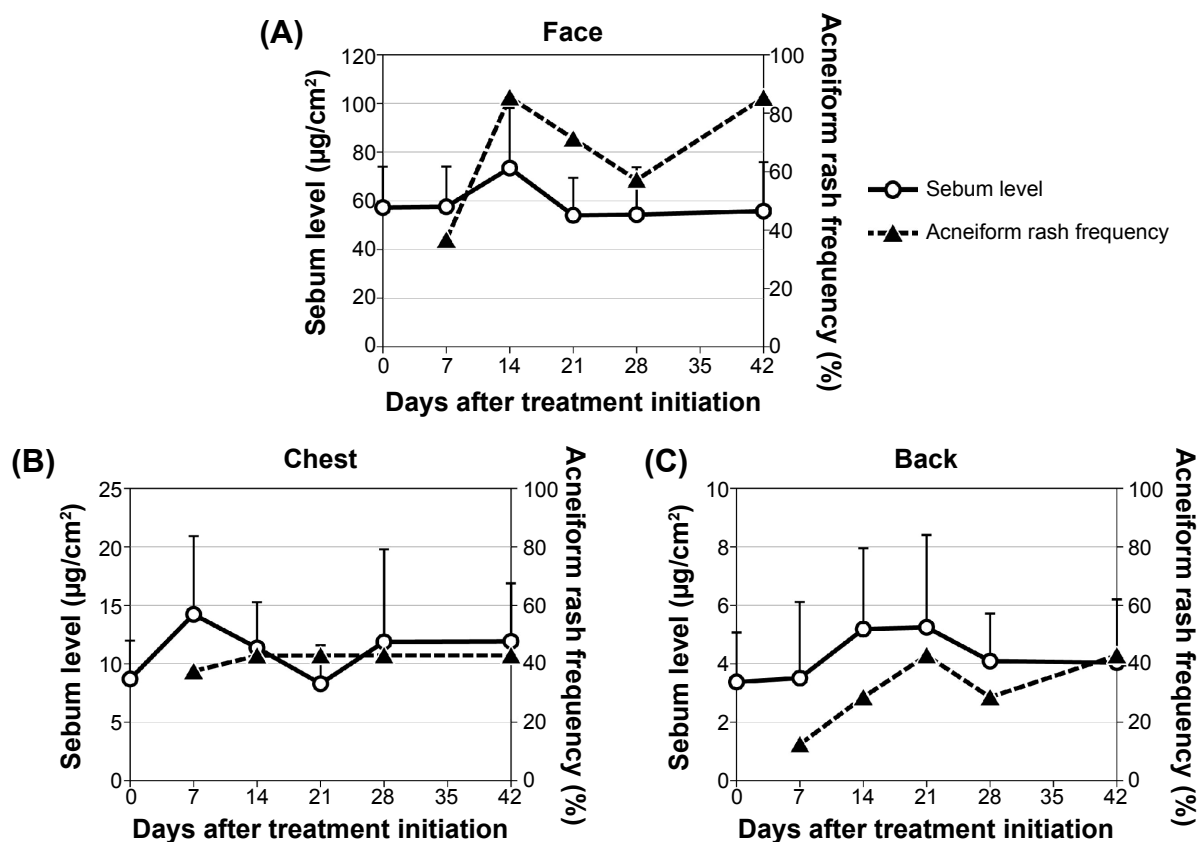 (A)
Face
Sebum level (µg/cm²)
120
100
80
60
40
20
0
100
80
60
40
20
0
Acneiform rash frequency (%)
0 7 14 21 28 35 42
Days after treatment initiation
Sebum level
Acneiform rash frequency
(B)
Chest
Sebum level (µg/cm²)
25
20
15
10
5
0
100
80
60
40
20
0
Acneiform rash frequency (%)
0 7 14 21 28 35 42
Days after treatment initiation
(C)
Back
Sebum level (µg/cm²)
10
8
6
4
2
0
100
80
60
40
20
0
Acneiform rash frequency (%)
0 7 14 21 28 35 42
Days after treatment initiation